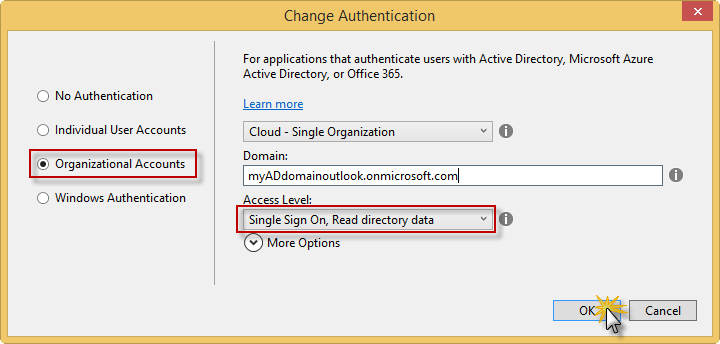 Change Authentication
For applications that authenticate users with Active Directory, Microsoft Azure
Active Directory, or Office 365.
No Authentication
Individual User Accounts
Organizational Accounts
Windows Authentication
Learn more
Cloud - Single Organization
Domain:
myADdomainoutlook.onmicrosoft.com
Access Level:
Single Sign On, Read directory data
More Options
OK
Cancel